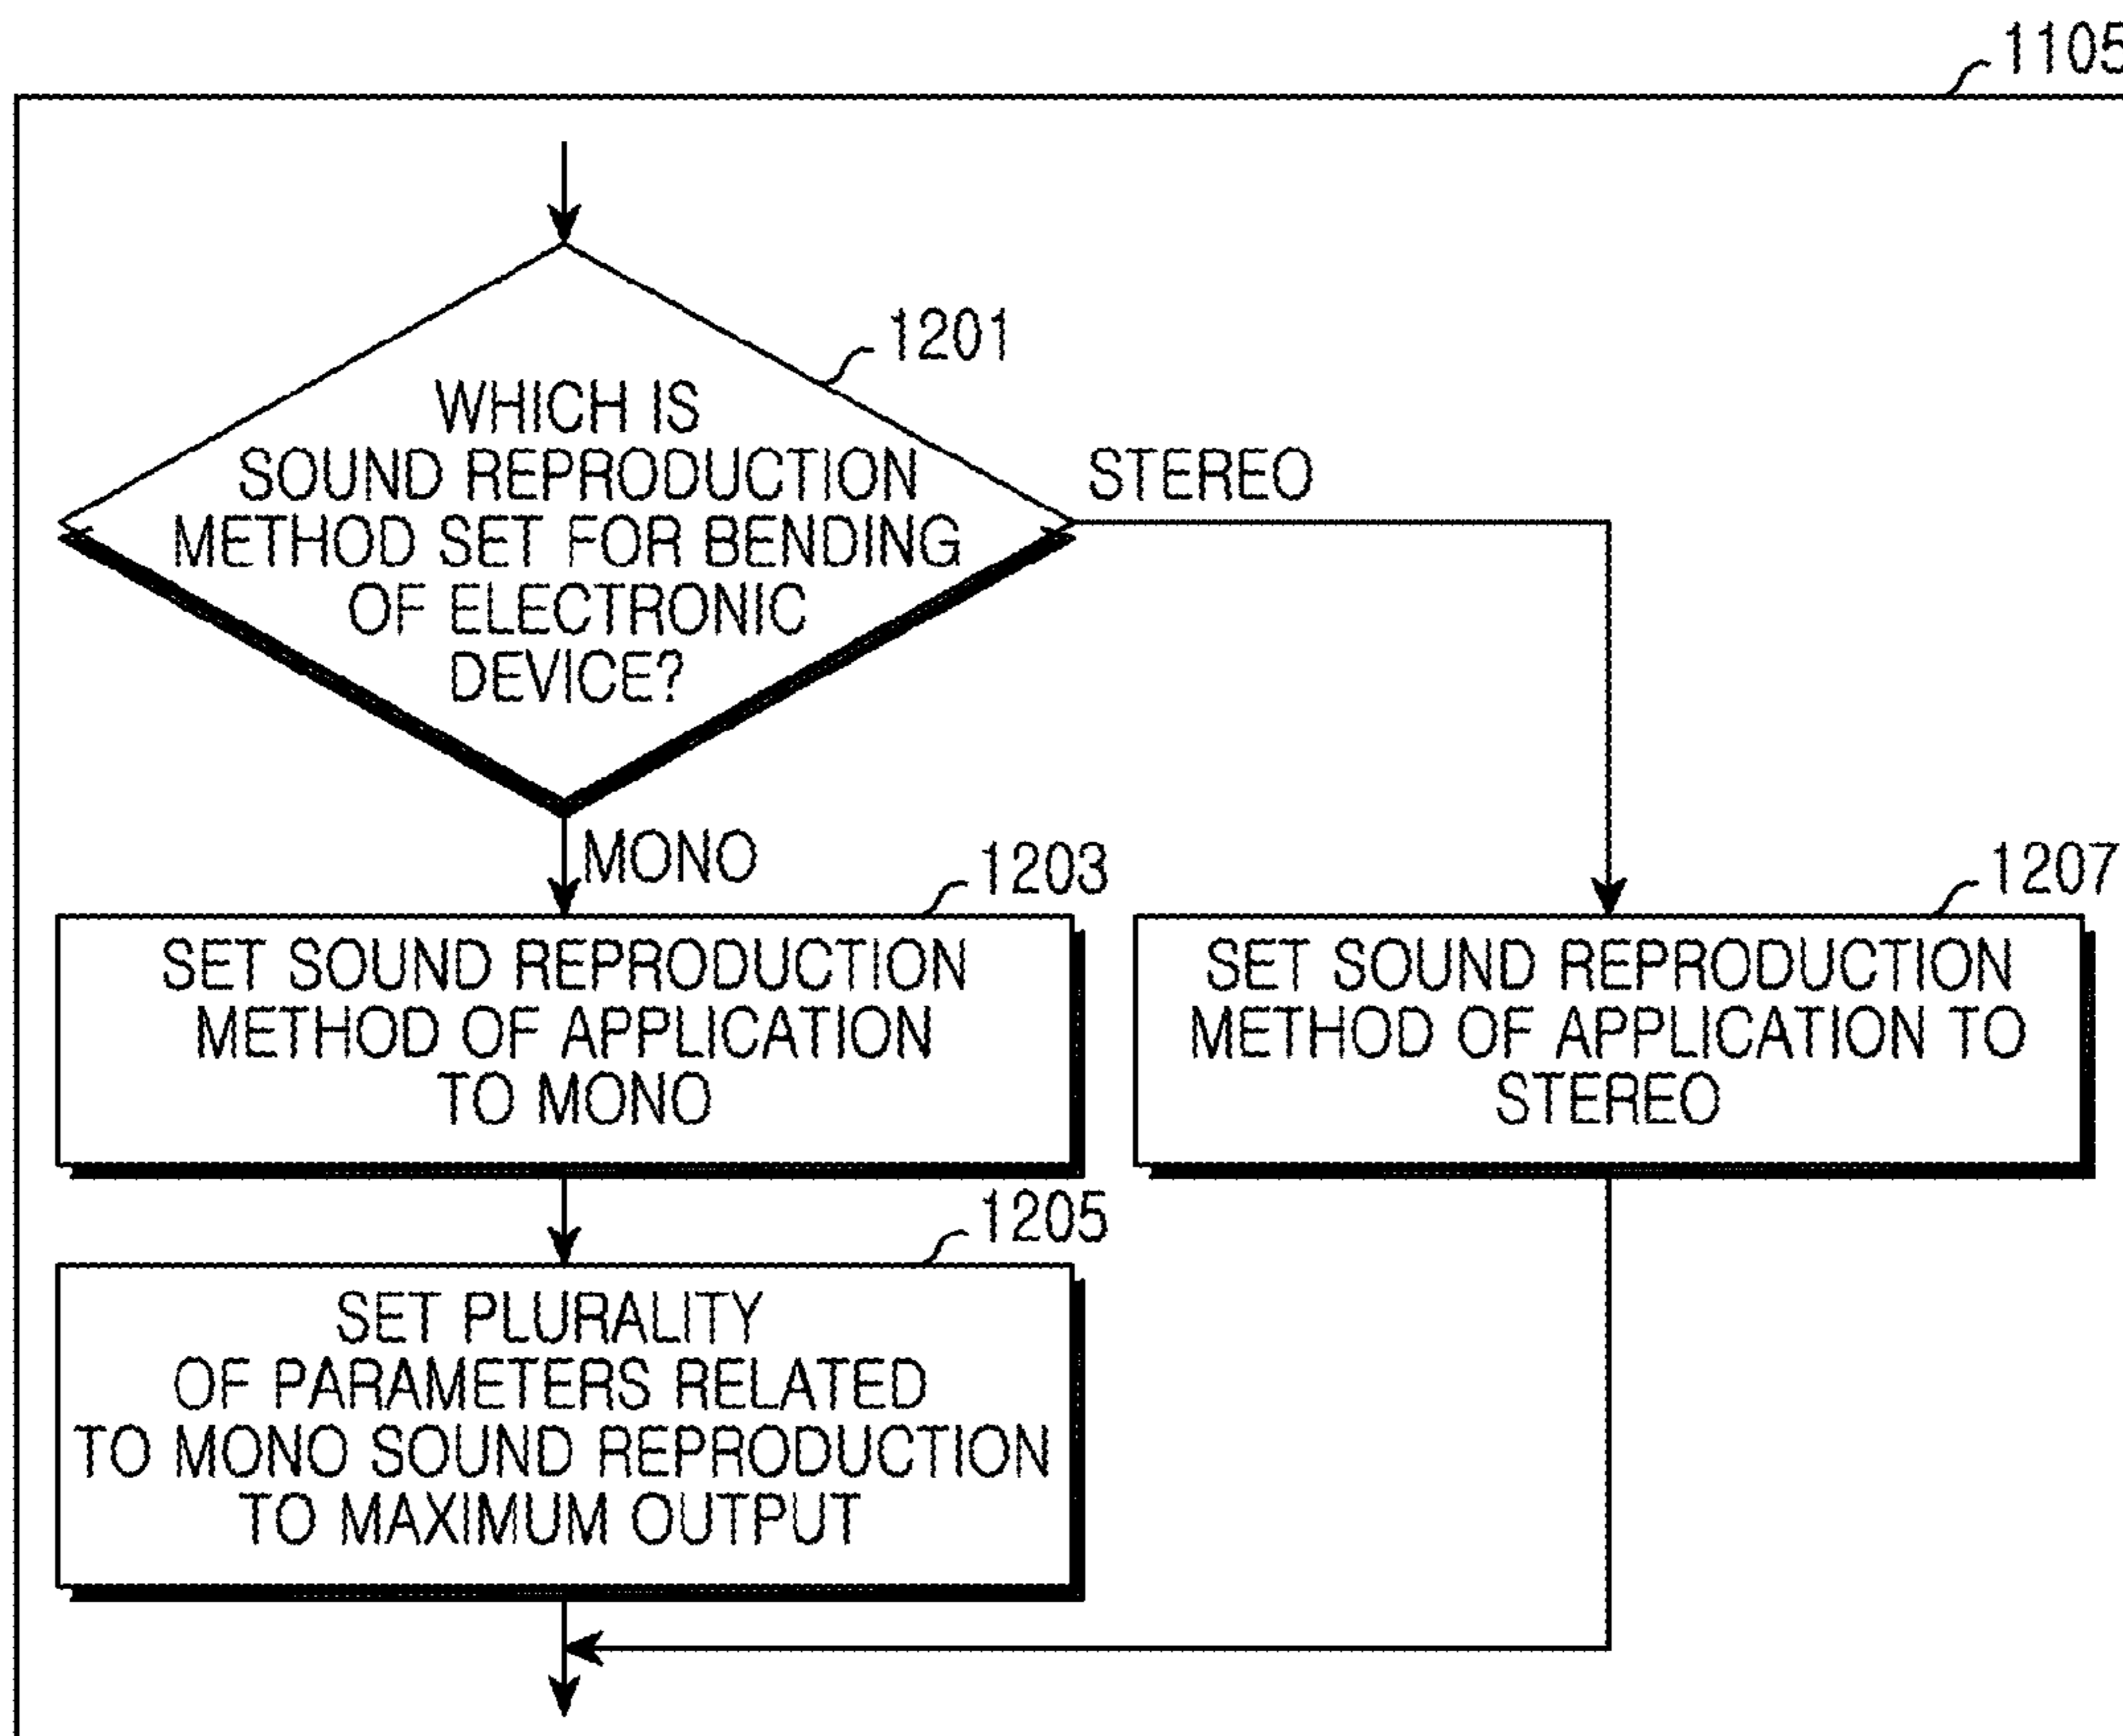 1105
1201
WHICH IS
SOUND REPRODUCTION
METHOD SET FOR BENDING
OF ELECTRONIC
DEVICE?
STEREO
MONO
1203
SET SOUND REPRODUCTION
METHOD OF APPLICATION
TO MONO
1207
SET SOUND REPRODUCTION
METHOD OF APPLICATION TO
STEREO
1205
SET PLURALITY
OF PARAMETERS RELATED
TO MONO SOUND REPRODUCTION
TO MAXIMUM OUTPUT